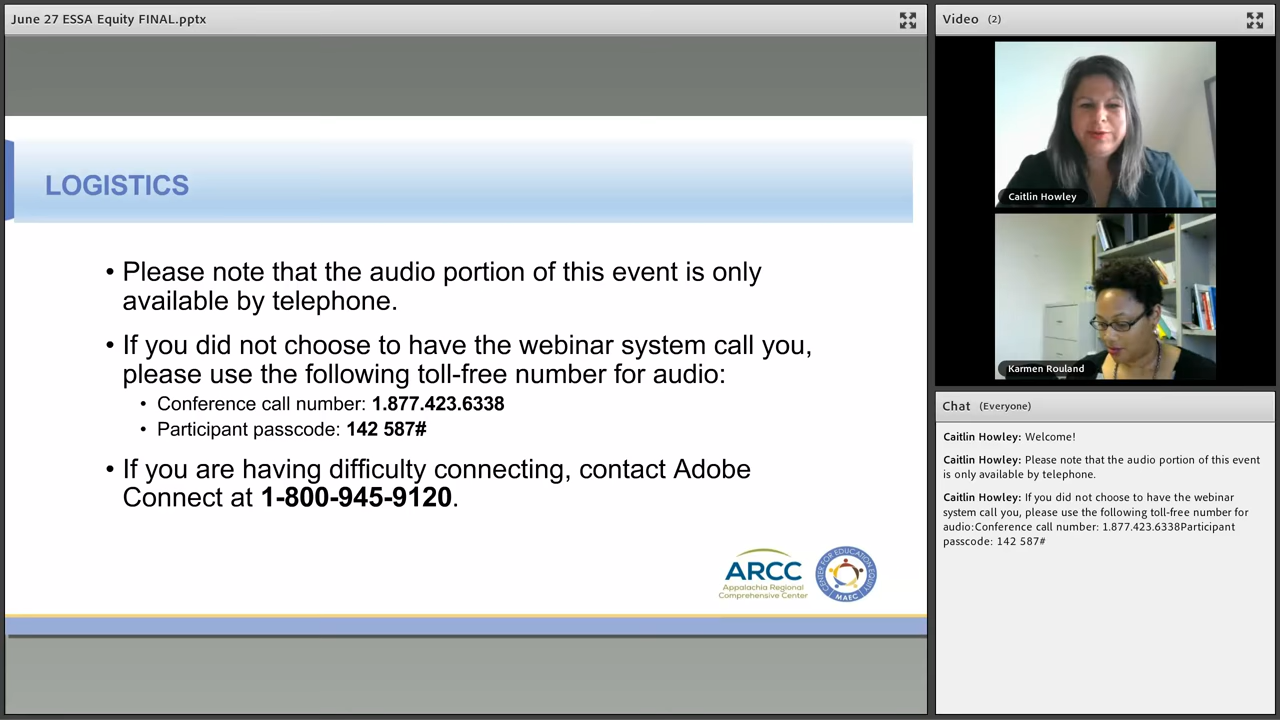 June 27 ESSA Equity FINAL.pptx
LOGISTICS
• Please note that the audio portion of this event is only
available by telephone.
• If you did not choose to have the webinar system call you,
please use the following toll-free number for audio:
• Conference call number: 1.877.423.6338
• Participant passcode: 142 587#
• If you are having difficulty connecting, contact Adobe
Connect at 1-800-945-9120.
ARCC
Appalachia Regional
Comprehensive Center
CENTER FOR EDUCATION EQUITY
MAEC
Video (2)
Caitlin Howley
Karmen Rouland
Chat (Everyone)
Caitlin Howley: Welcome!
Caitlin Howley: Please note that the audio portion of this event
is only available by telephone.
Caitlin Howley: If you did not choose to have the webinar
system call you, please use the following toll-free number for
audio:Conference call number: 1.877.423.6338Participant
passcode: 142 587#